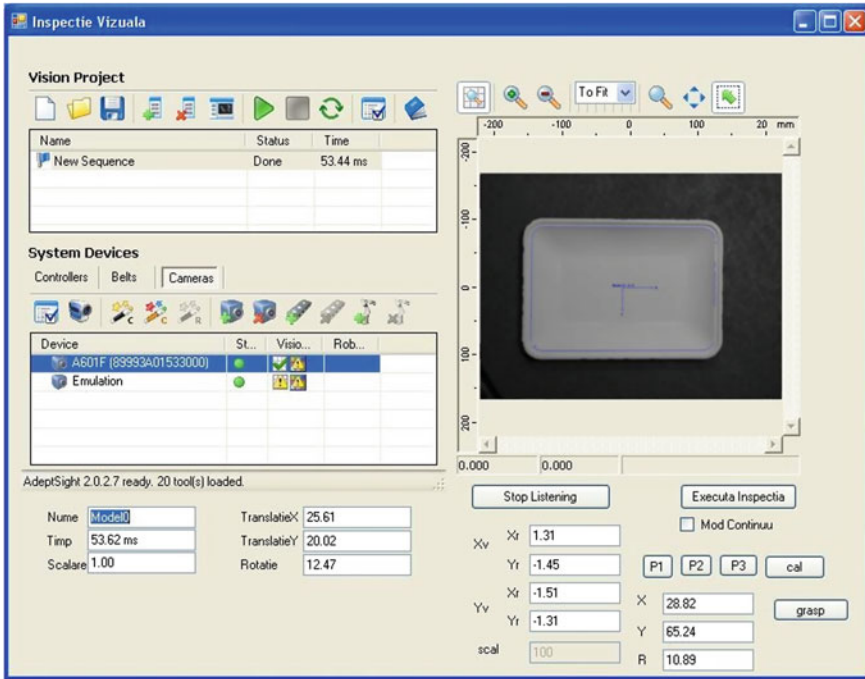 Inspectie Vizuala
Vision Project
Name Status Time
New Sequence Done 53.44 ms
System Devices
Controllers Belts Cameras
Device St... Visio... Rob...
A601F (89993A01533000)
Emulation
AdeptSight 2.0.2.7 ready. 20 tool(s) loaded.
Nume Model0 TranslatieX 25.61
Timp 53.62 ms TranslatieY 20.02
Scalare 1.00 Rotatie 12.47
To Fit
-200 -100 0 100 20 mm
-200
-100
0
100
200
0.000 0.000
Stop Listening Executa Inspectia
Mod Continuu
Xv Xr 1.31
Yr -1.45
P1 P2 P3 cal
Yv Xr -1.51
Yr -1.31
scal 100
X 28.82
grasp
Y 65.24
R 10.89